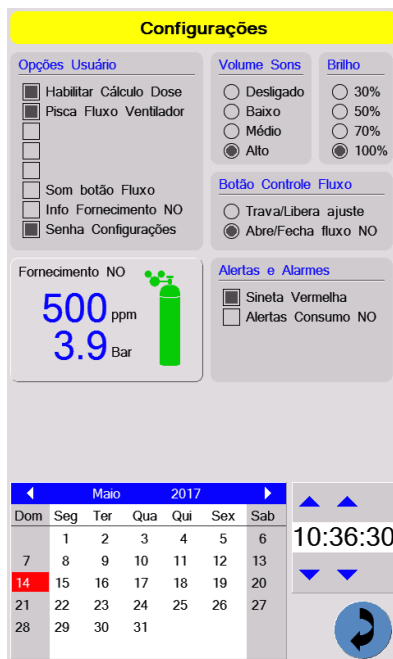 Configurações
Opções Usuário
Habilitar Cálculo Dose
Pisca Fluxo Ventilador
Som botão Fluxo
Info Fornecimento NO
Senha Configurações
Volume Sons
Desligado
Baixo
Médio
Alto
Brilho
30%
50%
70%
100%
Botão Controle Fluxo
Trava/Libera ajuste
Abre/Fecha fluxo NO
Fornecimento NO
500 ppm
3.9 Bar
Alertas e Alarmes
Sineta Vermelha
Alertas Consumo NO
Maio 2017
Dom Seg Ter Qua Qui Sex Sab
1 2 3 4 5 6
7 8 9 10 11 12 13
14 15 16 17 18 19 20
21 22 23 24 25 26 27
28 29 30 31
10:36:30